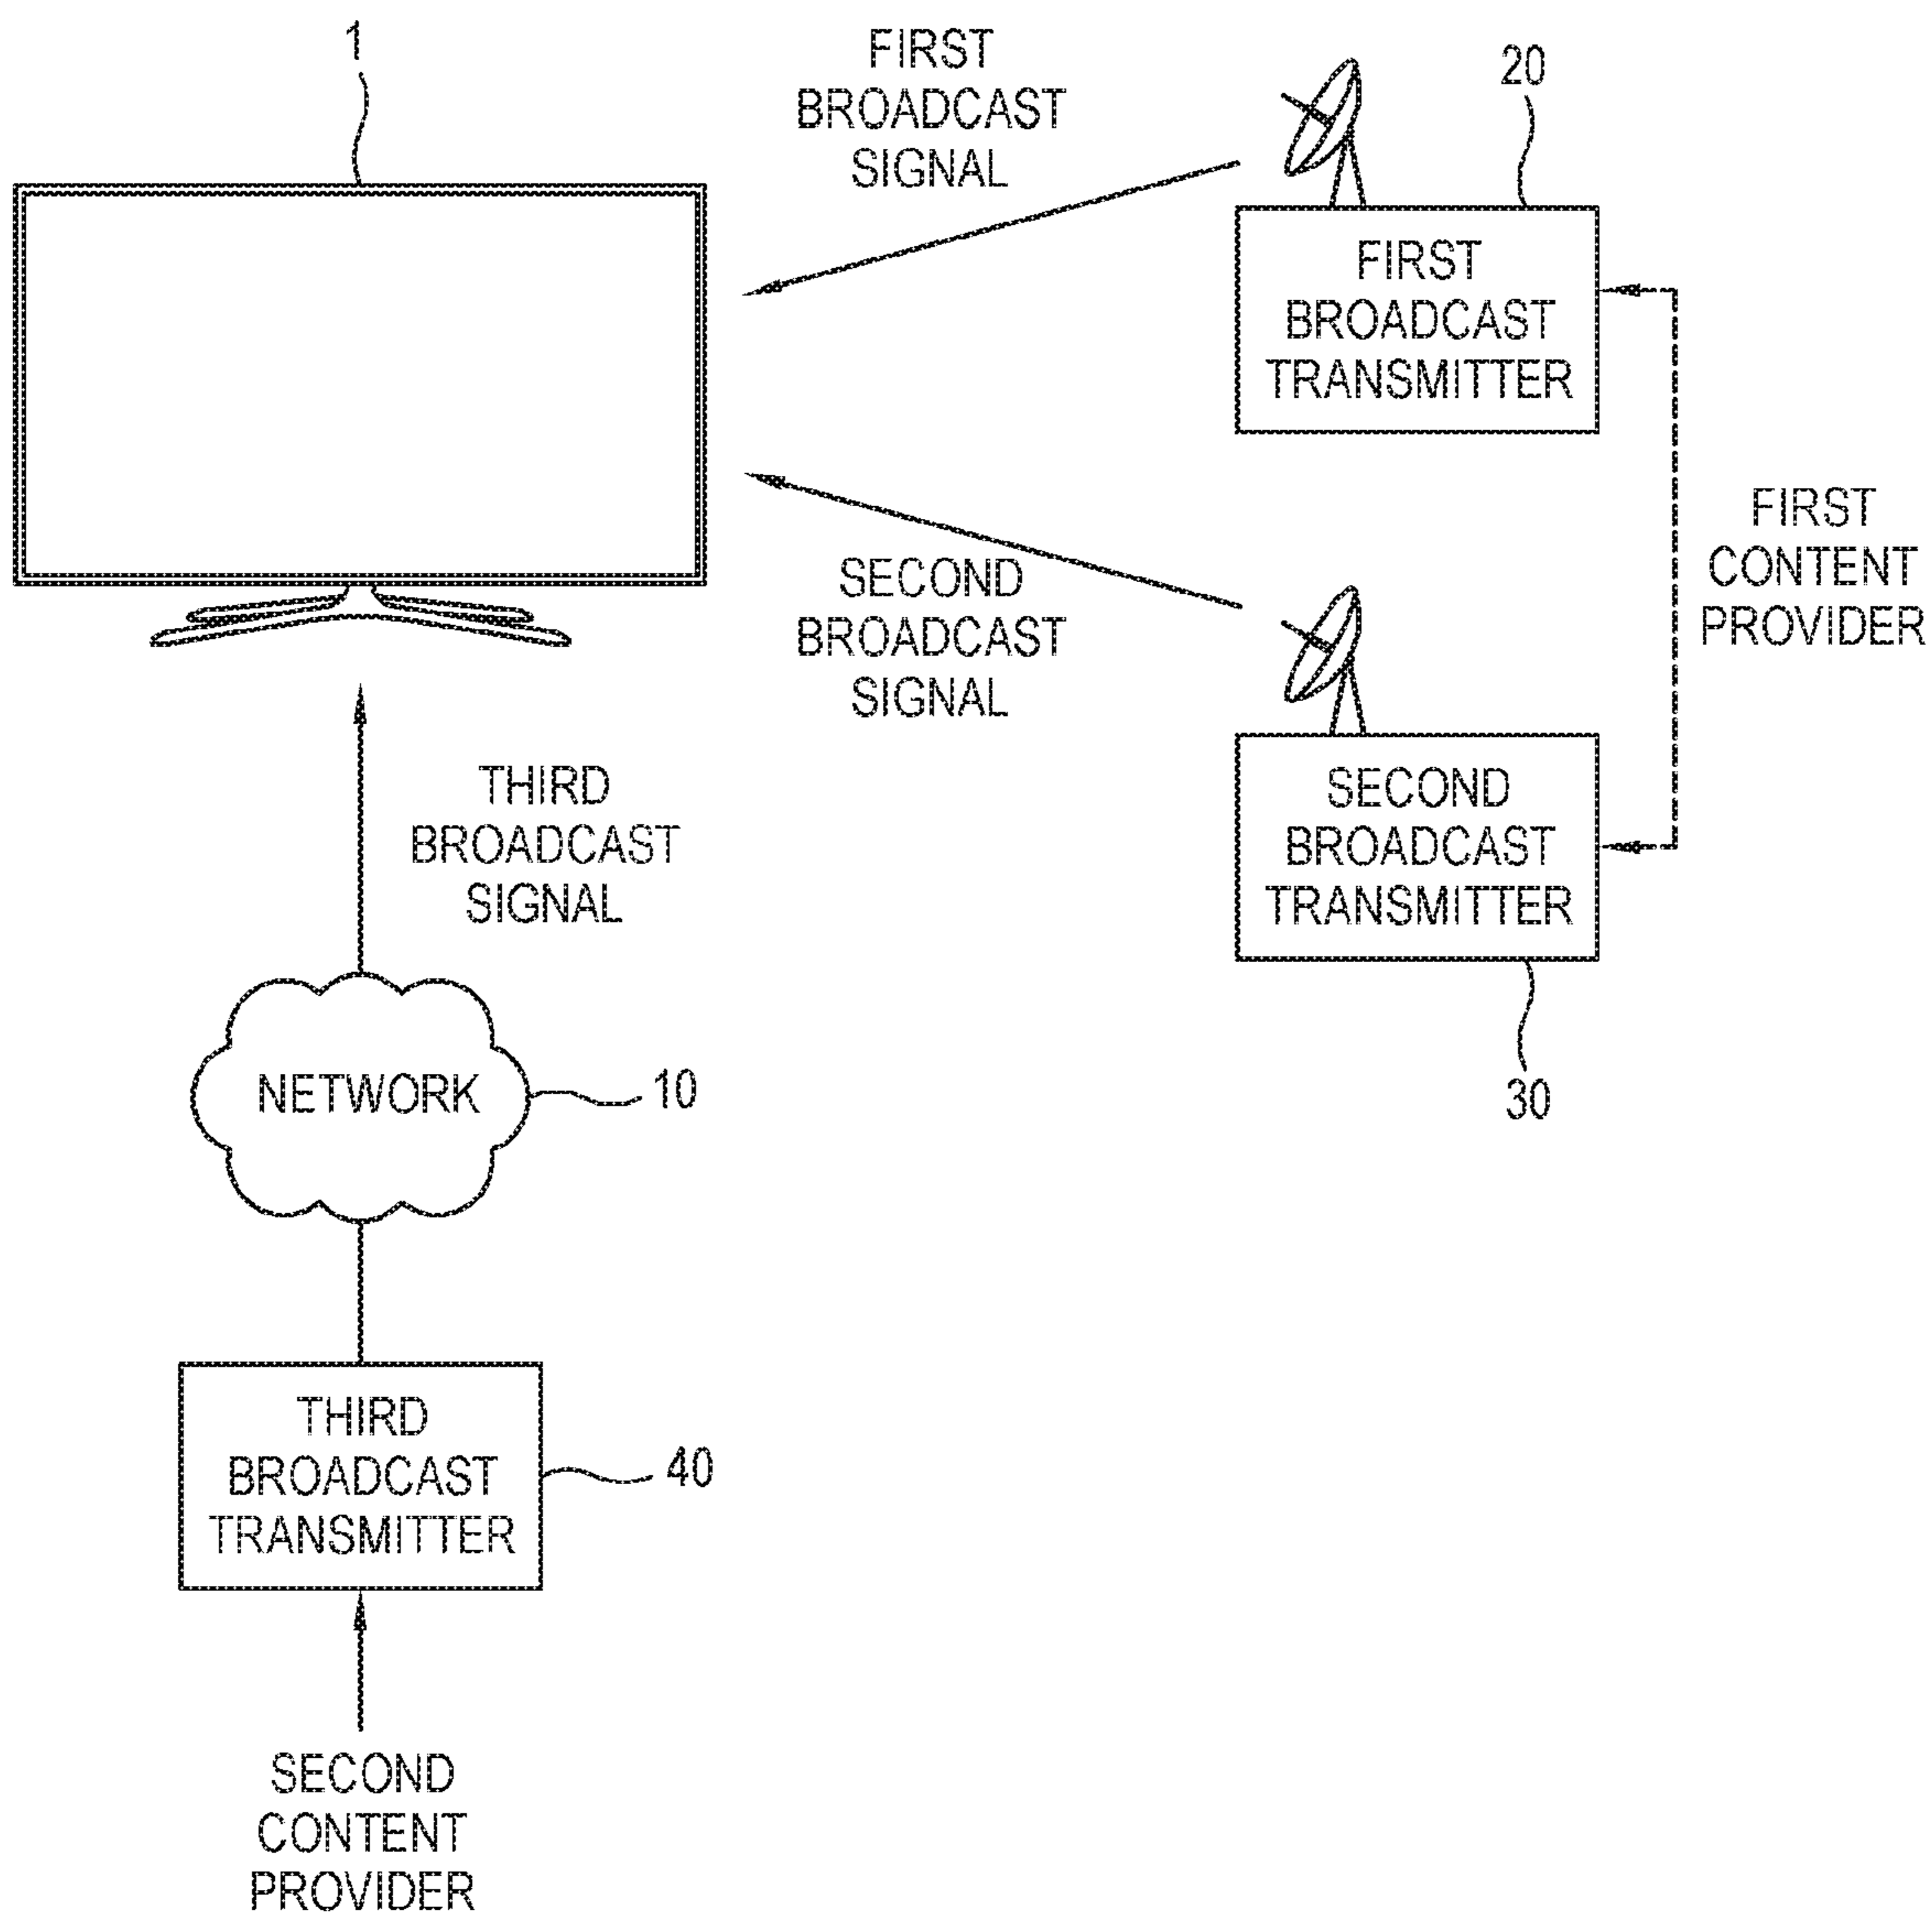 1
FIRST
BROADCAST
SIGNAL
20
FIRST
BROADCAST
TRANSMITTER
FIRST
CONTENT
PROVIDER
SECOND
BROADCAST
SIGNAL
SECOND
BROADCAST
TRANSMITTER
30
THIRD
BROADCAST
SIGNAL
NETWORK
10
THIRD
BROADCAST
TRANSMITTER
40
SECOND
CONTENT
PROVIDER